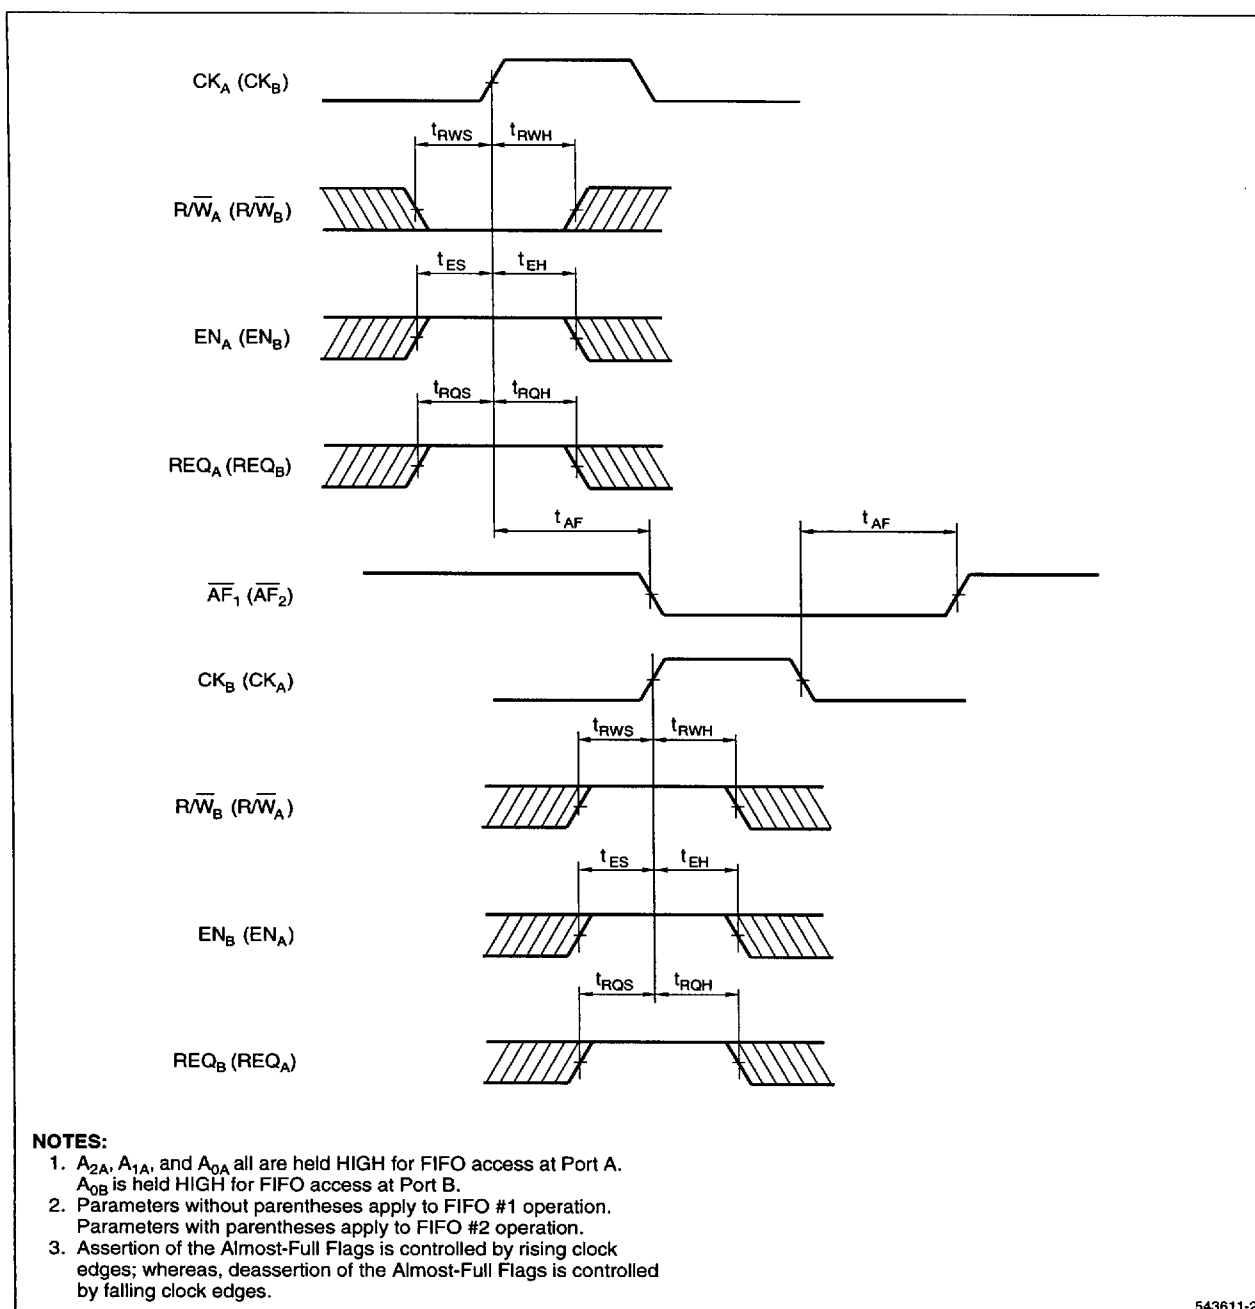 CK_A (CK_B)
t_RWS t_RWH
R/W̅_A (R/W̅_B)
t_ES t_EH
EN_A (EN_B)
t_RQS t_RQH
REQ_A (REQ_B)
t_AF t_AF
A̅F̅_1 (A̅F̅_2)
CK_B (CK_A)
t_RWS t_RWH
R/W̅_B (R/W̅_A)
t_ES t_EH
EN_B (EN_A)
t_RQS t_RQH
REQ_B (REQ_A)
NOTES:
1. A_2A, A_1A, and A_0A all are held HIGH for FIFO access at Port A.
A_0B is held HIGH for FIFO access at Port B.
2. Parameters without parentheses apply to FIFO #1 operation.
Parameters with parentheses apply to FIFO #2 operation.
3. Assertion of the Almost-Full Flags is controlled by rising clock
edges; whereas, deassertion of the Almost-Full Flags is controlled
by falling clock edges.